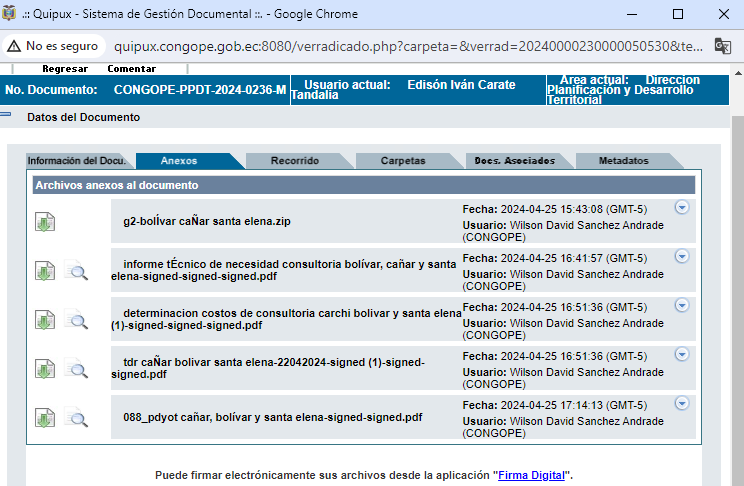 .:: Quipux - Sistema de Gestión Documental ::. - Google Chrome
No es seguro quipux.congope.gob.ec:8080/verradicado.php?carpeta=&verrad=20240000230000050530&te...
Regresar Comentar
No. Documento: CONGOPE-PPDT-2024-0236-M Usuario actual: Edisón Iván Carate Tandalia Area actual: Direccion Planificación y Desarrollo Territorial
Datos del Documento
Información del Docu. Anexos Recorrido Carpetas Docs. Asociados Metadatos
Archivos anexos al documento
g2-bolÍvar caÑar santa elena.zip
Fecha: 2024-04-25 15:43:08 (GMT-5)
Usuario: Wilson David Sanchez Andrade
(CONGOPE)
informe tÉcnico de necesidad consultoria bolívar, cañar y santa
elena-signed-signed-signed.pdf
Fecha: 2024-04-25 16:41:57 (GMT-5)
Usuario: Wilson David Sanchez Andrade
(CONGOPE)
determinacion costos de consultoria carchi bolivar y santa elena
(1)-signed-signed-signed.pdf
Fecha: 2024-04-25 16:51:36 (GMT-5)
Usuario: Wilson David Sanchez Andrade
(CONGOPE)
tdr caÑar bolivar santa elena-22042024-signed (1)-signed-
signed.pdf
Fecha: 2024-04-25 16:51:36 (GMT-5)
Usuario: Wilson David Sanchez Andrade
(CONGOPE)
088_pdyot cañar, bolívar y santa elena-signed-signed.pdf
Fecha: 2024-04-25 17:14:13 (GMT-5)
Usuario: Wilson David Sanchez Andrade
(CONGOPE)
Puede firmar electrónicamente sus archivos desde la aplicación "Firma Digital".